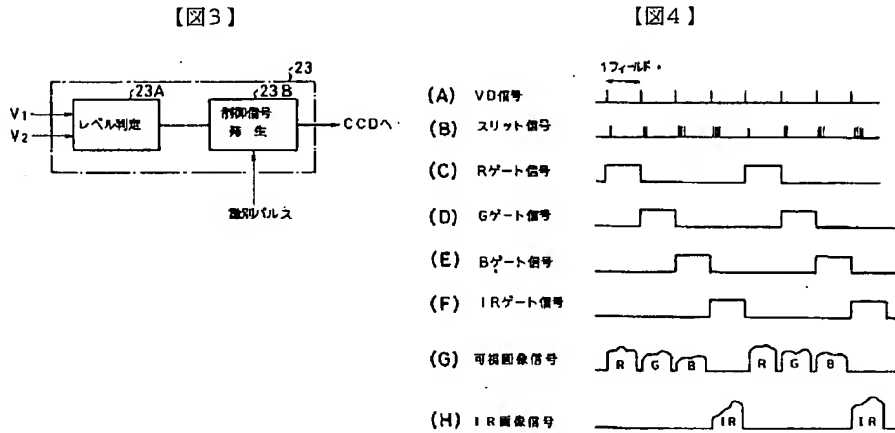 【図3】
23
23A
23B
V1
V2
レベル判定
制御信号
発生
CCDへ
識別パルス
【図4】
1フィールド
(A) VD信号
(B) スリット信号
(C) Rゲート信号
(D) Gゲート信号
(E) Bゲート信号
(F) IRゲート信号
(G) 可視画像信号
R G B R G B
(H) IR画像信号
IR IR